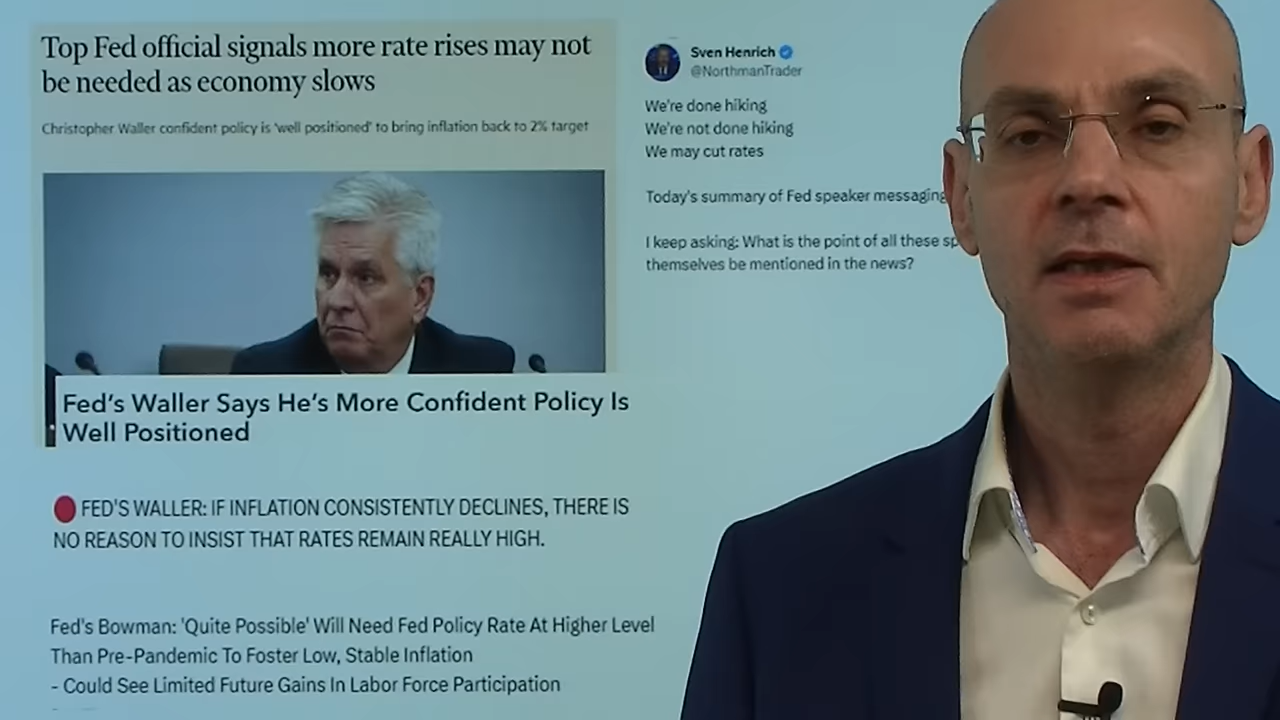 Top Fed official signals more rate rises may not
be needed as economy slows
Christopher Waller confident policy is 'well positioned' to bring inflation back to 2% target
Fed's Waller Says He's More Confident Policy Is
Well Positioned
FED'S WALLER: IF INFLATION CONSISTENTLY DECLINES, THERE IS
NO REASON TO INSIST THAT RATES REMAIN REALLY HIGH.
Fed's Bowman: 'Quite Possible' Will Need Fed Policy Rate At Higher Level
Than Pre-Pandemic To Foster Low, Stable Inflation
- Could See Limited Future Gains In Labor Force Participation
Sven Henrich
@NorthmanTrader
We're done hiking
We're not done hiking
We may cut rates
Today's summary of Fed speaker messaging
I keep asking: What is the point of all these
themselves be mentioned in the news?